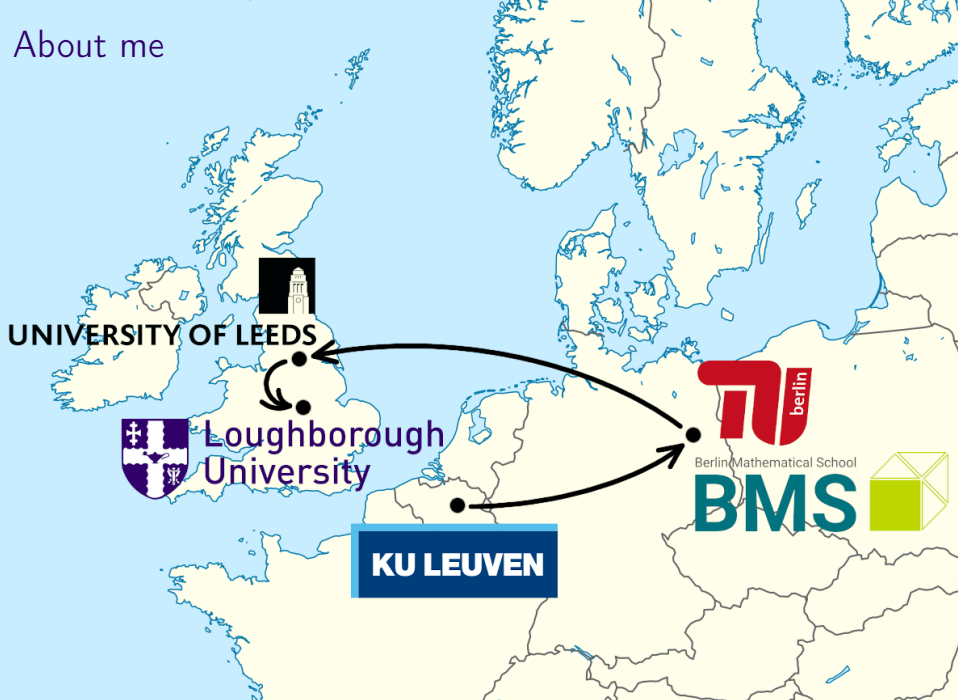 About me
UNIVERSITY OF LEEDS
Loughborough
University
berlin
Berlin Mathematical School
BMS
KU LEUVEN